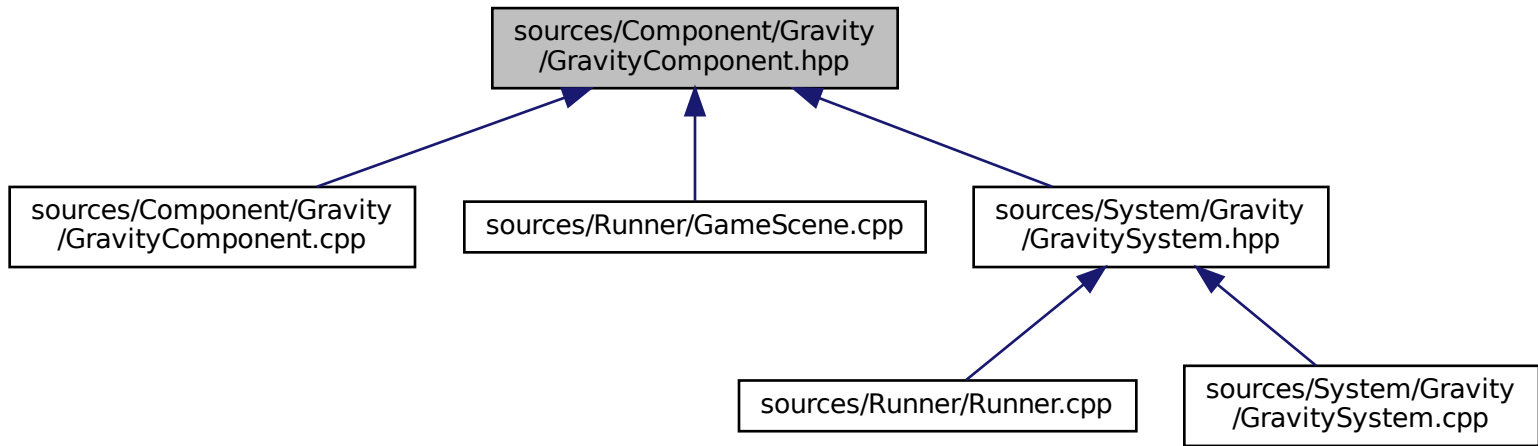 sources/Component/Gravity
/GravityComponent.hpp
sources/Component/Gravity
/GravityComponent.cpp
sources/Runner/GameScene.cpp
sources/System/Gravity
/GravitySystem.hpp
sources/Runner/Runner.cpp
sources/System/Gravity
/GravitySystem.cpp